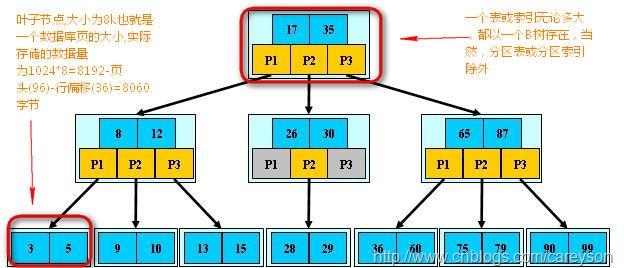 叶子节点,大小为8k也就是
一个数据库页的大小,实际
存储的数据量
为1024*8=8192-页
头(96)-行偏移(36)=8060
字节
一个表或索引无论多大
，都以一个B树存在，当
然，分区表或分区索引
除外
17 35
P1 P2 P3
8 12
P1 P2 P3
26 30
P1 P2 P3
65 87
P1 P2 P3
3 5
9 10
13 15
28 29
36 60
75 79
90 99
http://www.cnblogs.com/careyson